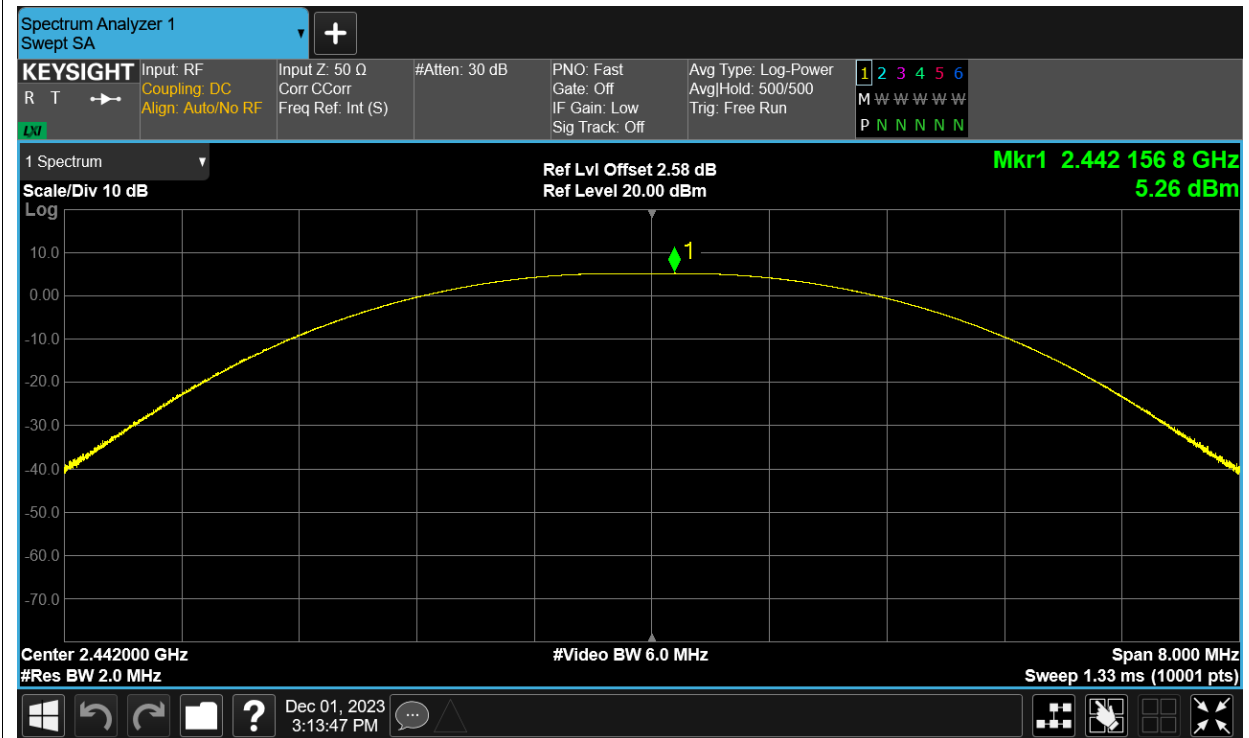 Spectrum Analyzer 1
Swept SA
KEYSIGHT
R T
LXI
Input: RF
Coupling: DC
Align: Auto/No RF
Input Z: 50 Ω
Corr CCorr
Freq Ref: Int (S)
#Atten: 30 dB
PNO: Fast
Gate: Off
IF Gain: Low
Sig Track: Off
Avg Type: Log-Power
Avg|Hold: 500/500
Trig: Free Run
1 2 3 4 5 6
M W W W W W
P N N N N N
1 Spectrum
Scale/Div 10 dB
Ref Lvl Offset 2.58 dB
Ref Level 20.00 dBm
Mkr1 2.442 156 8 GHz
5.26 dBm
Log
1
10.0
0.00
-10.0
-20.0
-30.0
-40.0
-50.0
-60.0
-70.0
Center 2.442000 GHz
#Res BW 2.0 MHz
#Video BW 6.0 MHz
Span 8.000 MHz
Sweep 1.33 ms (10001 pts)
?
Dec 01, 2023
3:13:47 PM